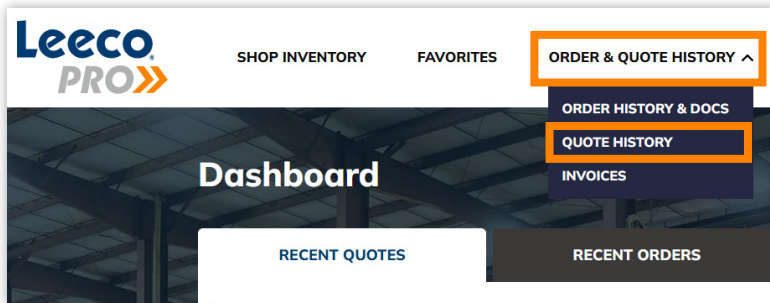 Leeco
PRO
SHOP INVENTORY FAVORITES ORDER & QUOTE HISTORY
ORDER HISTORY & DOCS
QUOTE HISTORY
INVOICES
Dashboard
RECENT QUOTES RECENT ORDERS